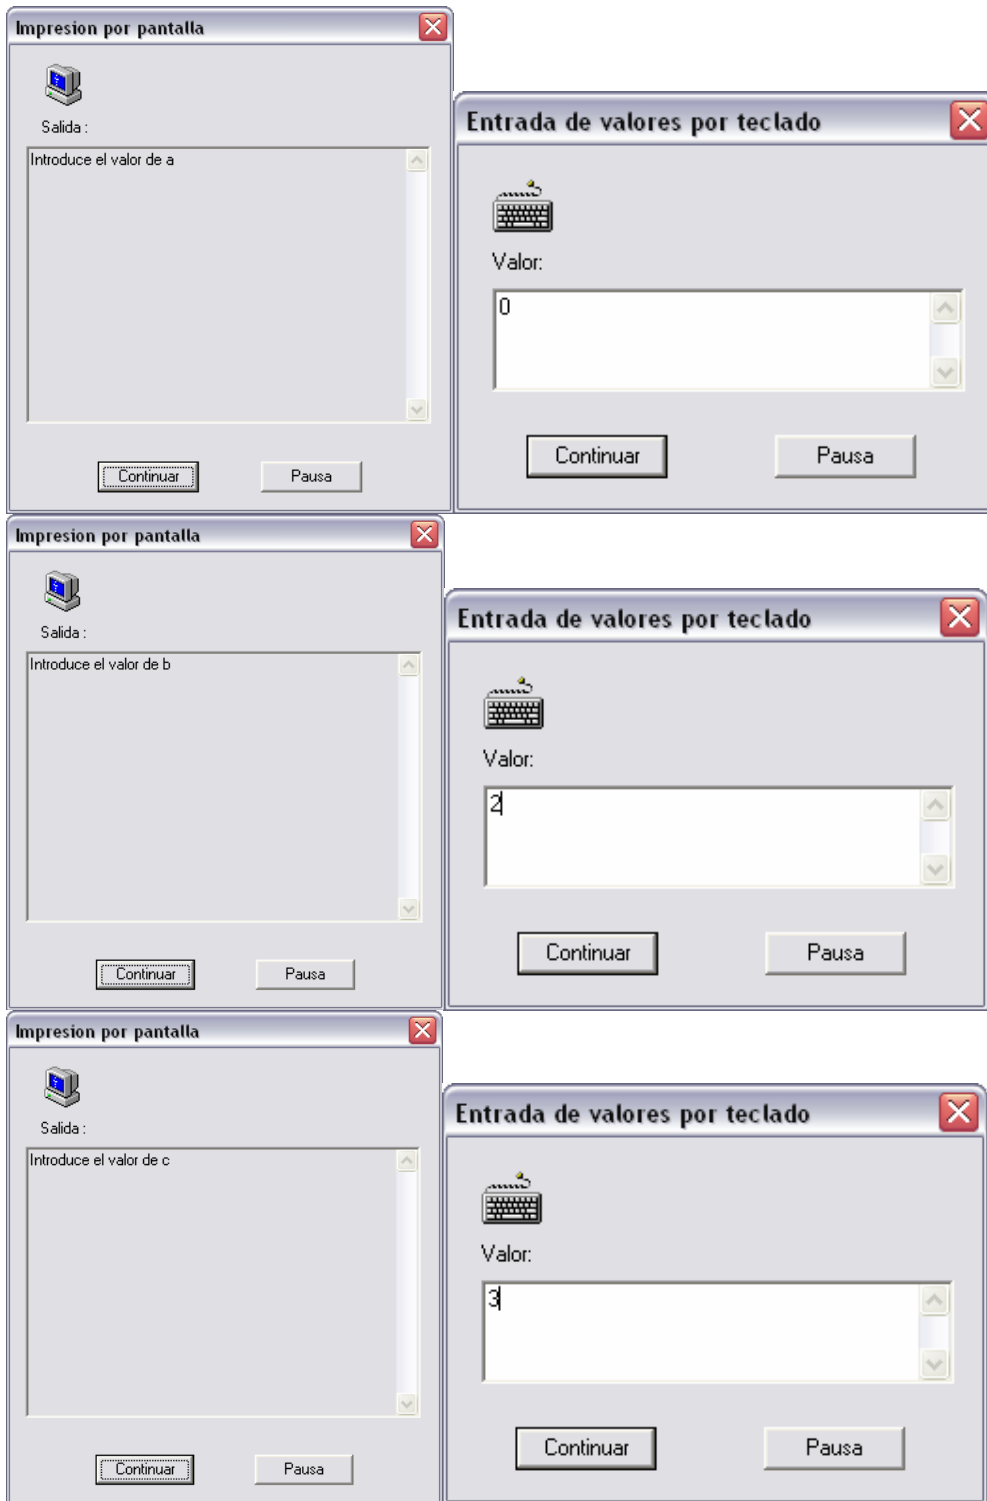 Impresion por pantalla
Salida :
Introduce el valor de a
Continuar
Pausa
Entrada de valores por teclado
Valor:
0
Continuar
Pausa
Impresion por pantalla
Salida :
Introduce el valor de b
Continuar
Pausa
Entrada de valores por teclado
Valor:
2
Continuar
Pausa
Impresion por pantalla
Salida :
Introduce el valor de c
Continuar
Pausa
Entrada de valores por teclado
Valor:
3
Continuar
Pausa